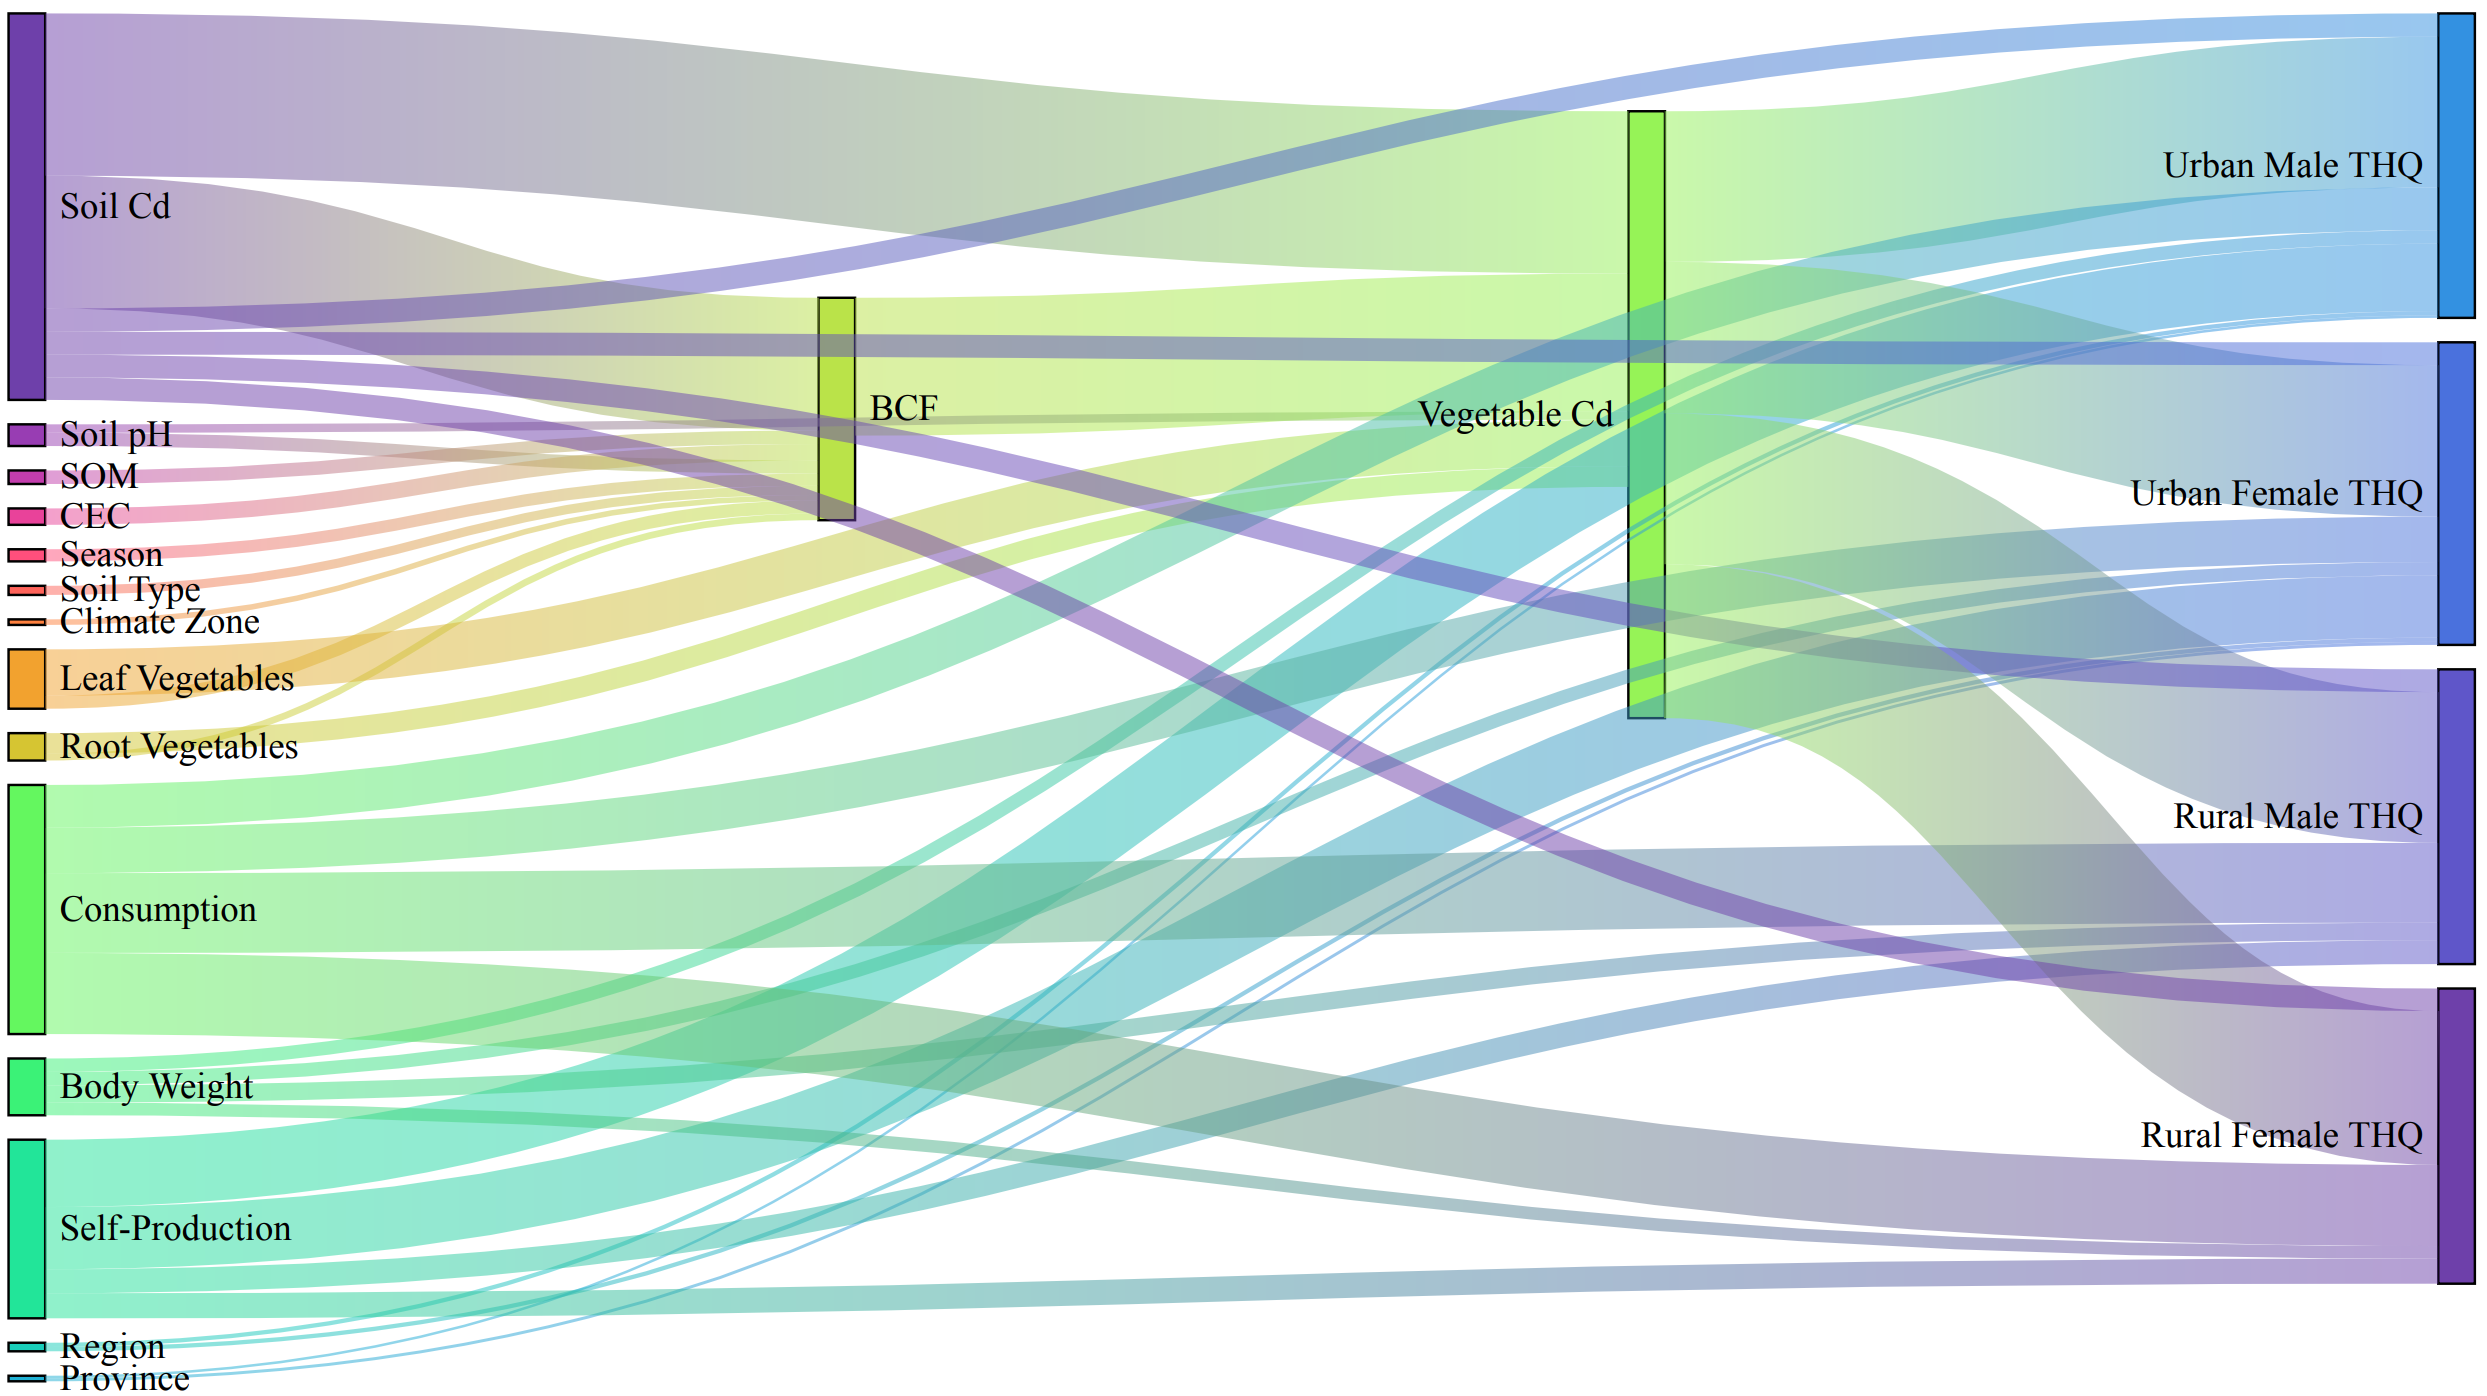 Soil Cd
Soil pH
SOM
CEC
Season
Soil Type
Climate Zone
Leaf Vegetables
Root Vegetables
Consumption
Body Weight
Self-Production
Region
Province
BCF
Vegetable Cd
Urban Male THQ
Urban Female THQ
Rural Male THQ
Rural Female THQ